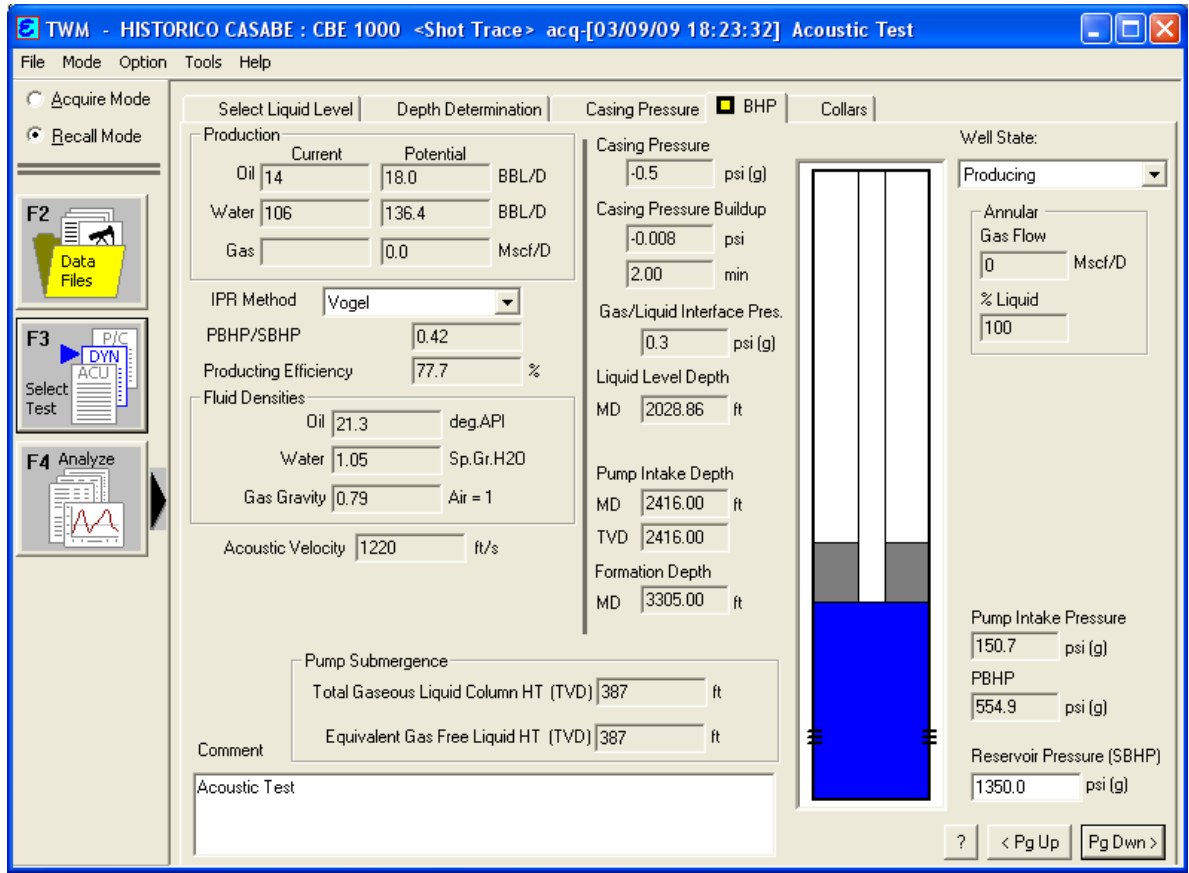 TWM - HISTORICO CASABE : CBE 1000 <Shot Trace> acq-[03/09/09 18:23:32] Acoustic Test
File Mode Option Tools Help
Acquire Mode
Recall Mode
F2
Data
Files
F3
P/C
DYN
ACU
Select
Test
F4 Analyze
Select Liquid Level
Depth Determination
Casing Pressure
BHP
Collars
Production
Current Potential
Oil 14 18.0 BBL/D
Water 106 136.4 BBL/D
Gas 0.0 Mscf/D
IPR Method Vogel
PBHP/SBHP 0.42
Producting Efficiency 77.7 %
Fluid Densities
Oil 21.3 deg.API
Water 1.05 Sp.Gr.H2O
Gas Gravity 0.79 Air = 1
Acoustic Velocity 1220 ft/s
Casing Pressure
-0.5 psi (g)
Casing Pressure Buildup
-0.008 psi
2.00 min
Gas/Liquid Interface Pres.
0.3 psi (g)
Liquid Level Depth
MD 2028.86 ft
Pump Intake Depth
MD 2416.00 ft
TVD 2416.00
Formation Depth
MD 3305.00 ft
Well State:
Producing
Annular
Gas Flow
0 Mscf/D
% Liquid
100
Pump Intake Pressure
150.7 psi (g)
PBHP
554.9 psi (g)
Reservoir Pressure (SBHP)
1350.0 psi (g)
Pump Submergence
Total Gaseous Liquid Column HT (TVD) 387 ft
Equivalent Gas Free Liquid HT (TVD) 387 ft
Comment
Acoustic Test
? < Pg Up Pg Dwn >